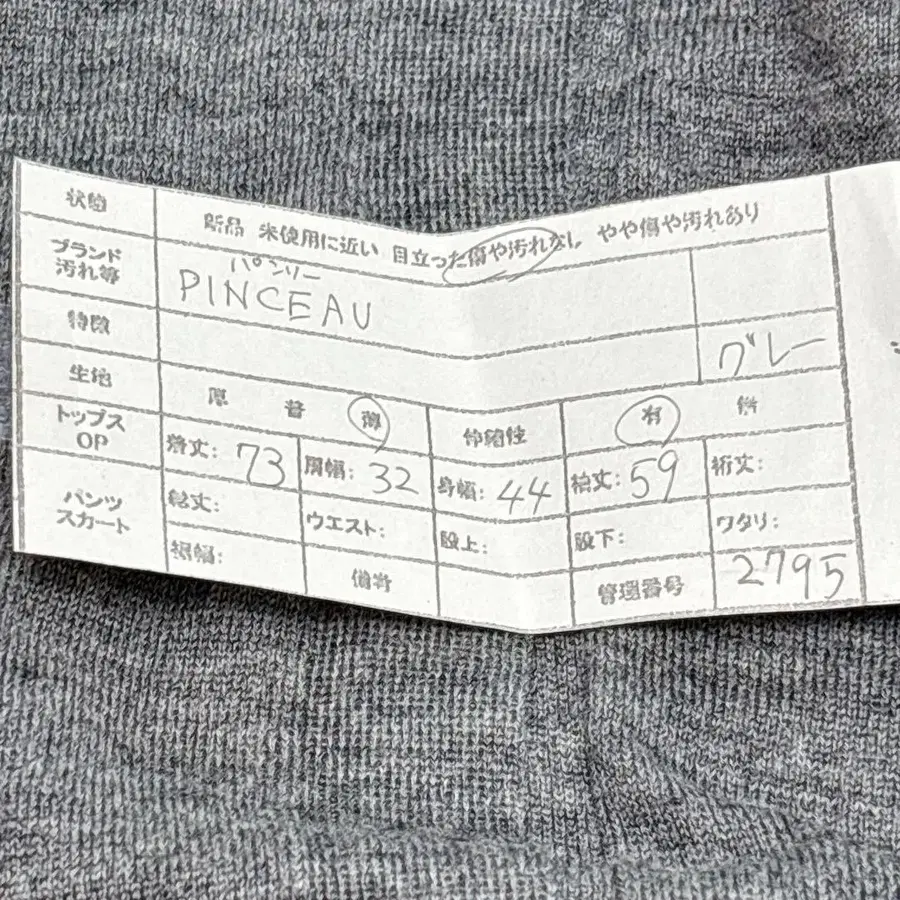 状態 新品 未使用に近い 目立った傷や汚れなし やや傷や汚れあり
ブランド 汚れ等 パンソー PINCEAU
特徴 グレー
生地 厚 普 薄 伸縮性 有 無
トップス OP 着丈: 73 肩幅: 32 身幅: 44 袖丈: 59 裄丈:
パンツ スカート 総丈: ウエスト: 股上: 股下: ワタリ:
裾幅: 備考 管理番号 2795